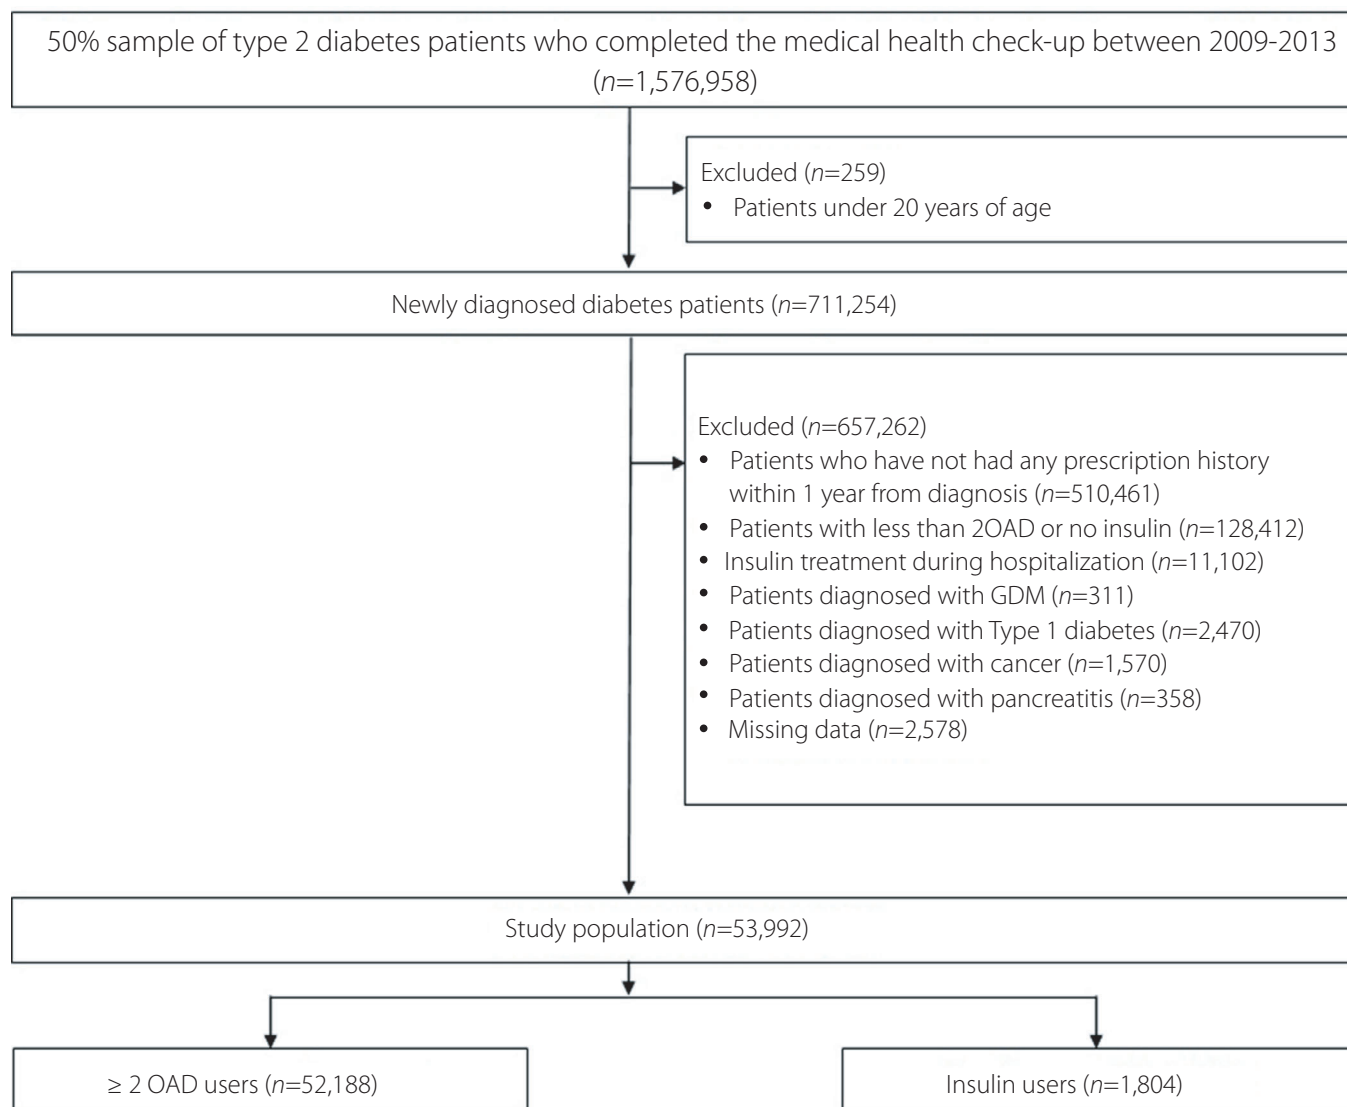 50% sample of type 2 diabetes patients who completed the medical health check-up between 2009-2013
(n=1,576,958)
Excluded (n=259)
• Patients under 20 years of age
Newly diagnosed diabetes patients (n=711,254)
Excluded (n=657,262)
• Patients who have not had any prescription history
within 1 year from diagnosis (n=510,461)
• Patients with less than 2OAD or no insulin (n=128,412)
• Insulin treatment during hospitalization (n=11,102)
• Patients diagnosed with GDM (n=311)
• Patients diagnosed with Type 1 diabetes (n=2,470)
• Patients diagnosed with cancer (n=1,570)
• Patients diagnosed with pancreatitis (n=358)
• Missing data (n=2,578)
Study population (n=53,992)
≥ 2 OAD users (n=52,188)
Insulin users (n=1,804)